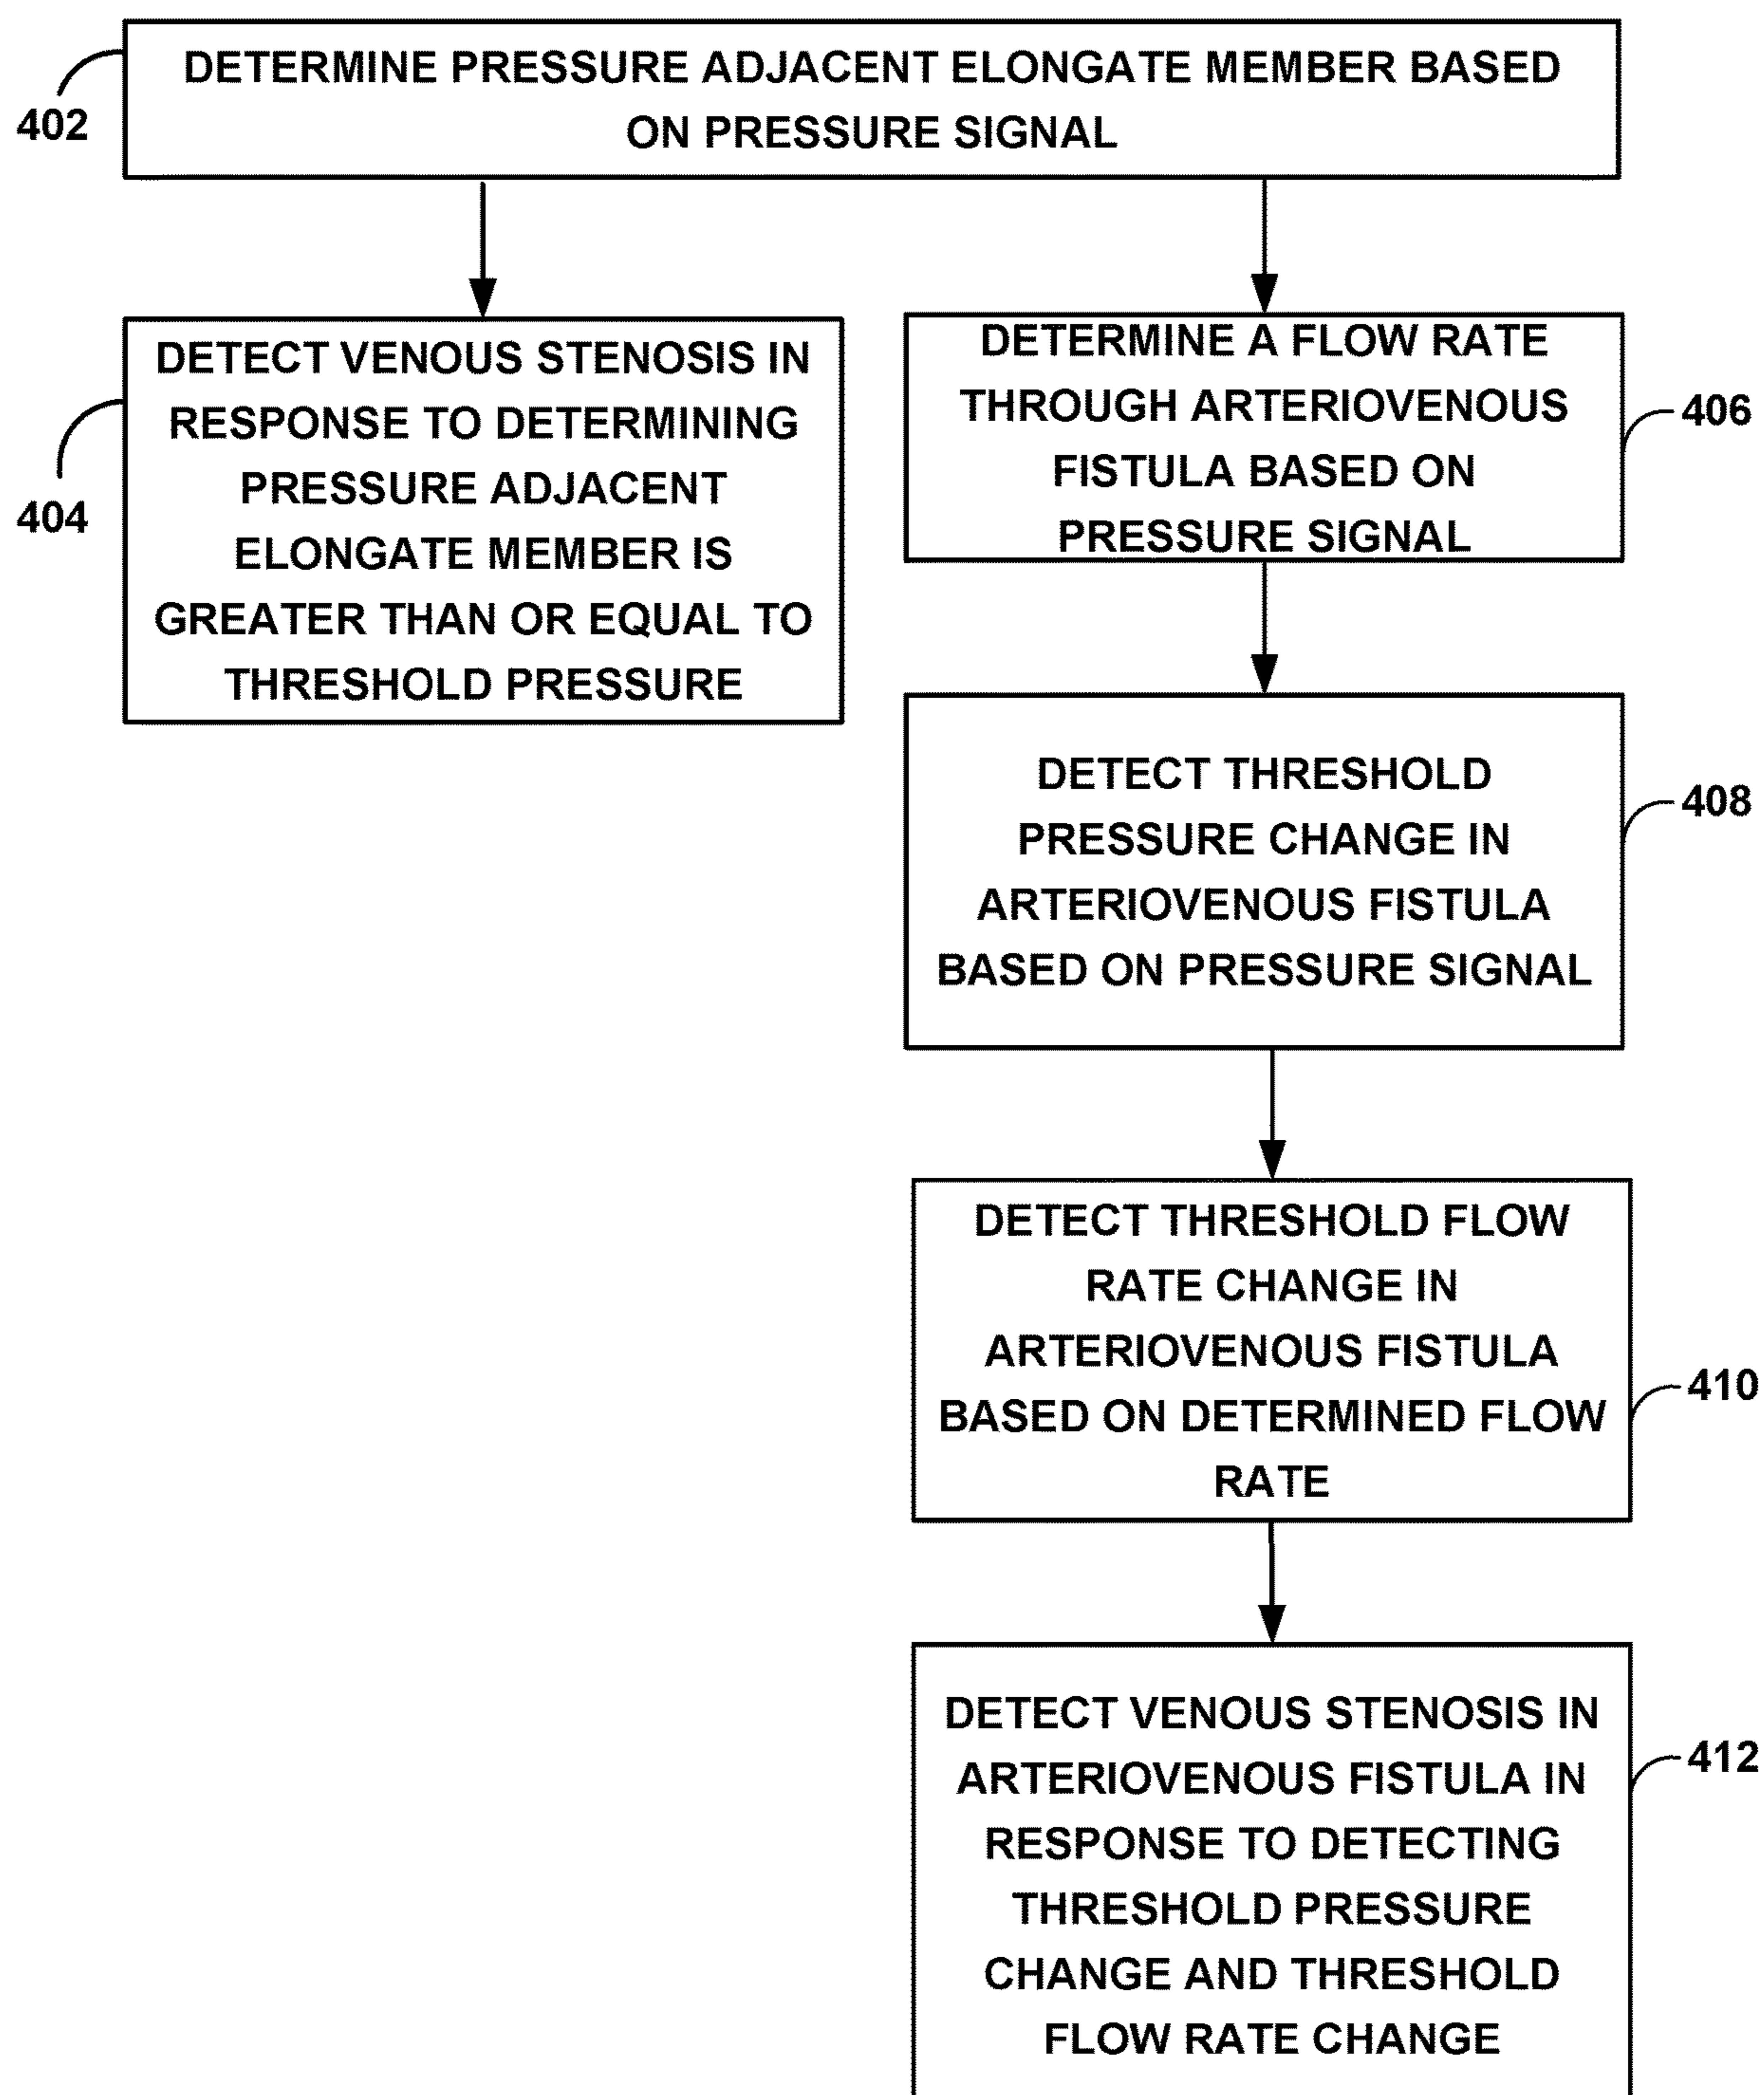 DETERMINE PRESSURE ADJACENT ELONGATE MEMBER BASED
ON PRESSURE SIGNAL
402
DETECT VENOUS STENOSIS IN
RESPONSE TO DETERMINING
PRESSURE ADJACENT
ELONGATE MEMBER IS
GREATER THAN OR EQUAL TO
THRESHOLD PRESSURE
404
DETERMINE A FLOW RATE
THROUGH ARTERIOVENOUS
FISTULA BASED ON
PRESSURE SIGNAL
406
DETECT THRESHOLD
PRESSURE CHANGE IN
ARTERIOVENOUS FISTULA
BASED ON PRESSURE SIGNAL
408
DETECT THRESHOLD FLOW
RATE CHANGE IN
ARTERIOVENOUS FISTULA
BASED ON DETERMINED FLOW
RATE
410
DETECT VENOUS STENOSIS IN
ARTERIOVENOUS FISTULA IN
RESPONSE TO DETECTING
THRESHOLD PRESSURE
CHANGE AND THRESHOLD
FLOW RATE CHANGE
412